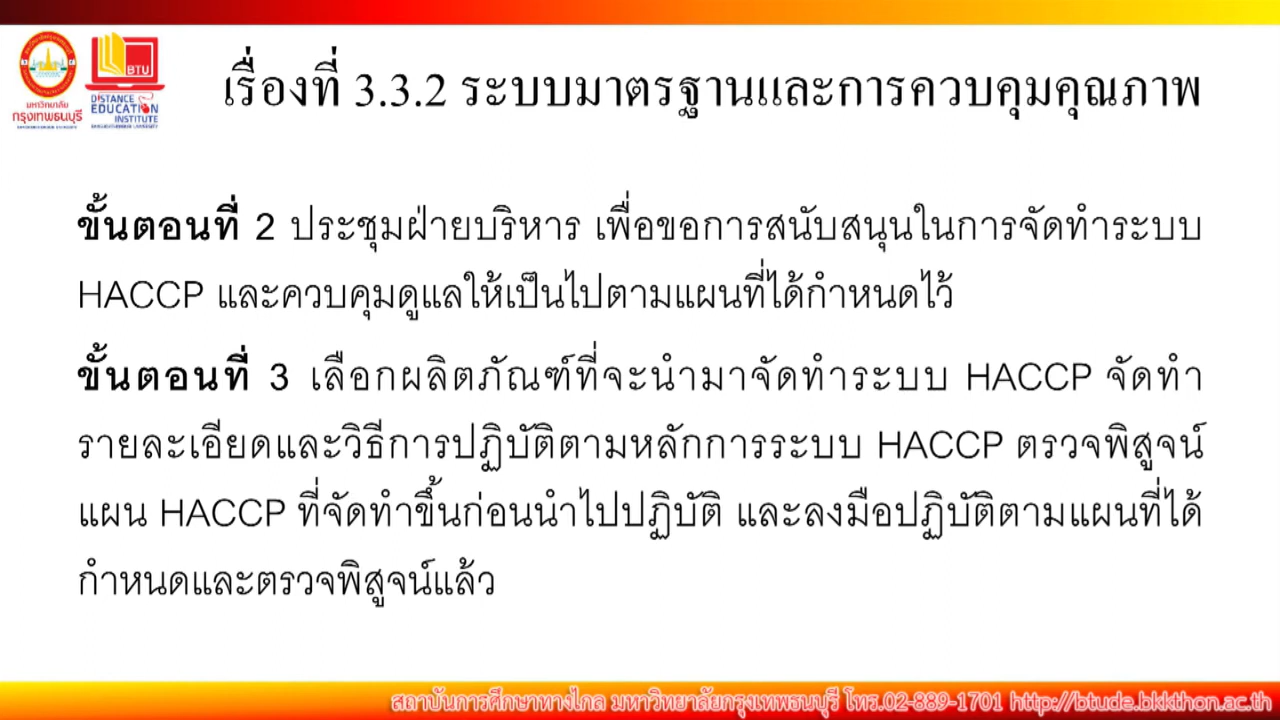 เรื่องที่ 3.3.2 ระบบมาตรฐานและการควบคุมคุณภาพ
BTU
มหาวิทยาลัย
กรุงเทพธนบุรี
DISTANCE
EDUCATION
INSTITUTE
ขั้นตอนที่ 2 ประชุมฝ่ายบริหาร เพื่อขอการสนับสนุนในการจัดทำระบบ
HACCP และควบคุมดูแลให้เป็นไปตามแผนที่ได้กำหนดไว้
ขั้นตอนที่ 3 เลือกผลิตภัณฑ์ที่จะนำมาจัดทำระบบ HACCP จัดทำ
รายละเอียดและวิธีการปฏิบัติตามหลักการระบบ HACCP ตรวจพิสูจน์
แผน HACCP ที่จัดทำขึ้นก่อนนำไปปฏิบัติ และลงมือปฏิบัติตามแผนที่ได้
กำหนดและตรวจพิสูจน์แล้ว
สถาบันการศึกษาทางไกล มหาวิทยาลัยกรุงเทพธนบุรี โทร.02-889-1701 http://btude.bkkthon.ac.th